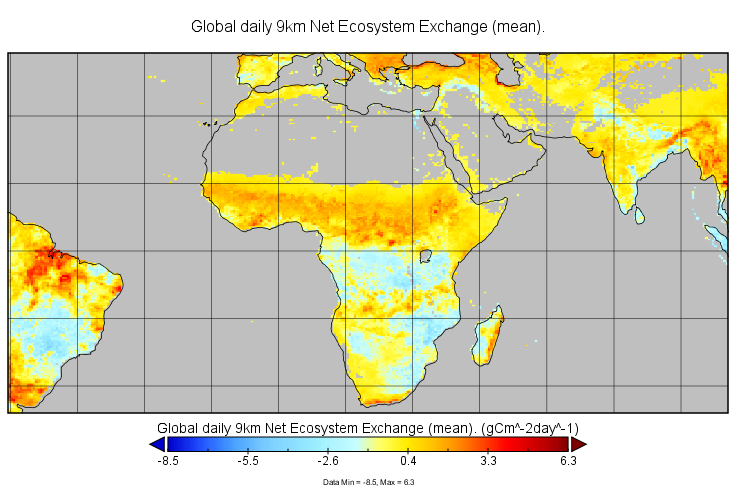 Global daily 9km Net Ecosystem Exchange (mean).
Global daily 9km Net Ecosystem Exchange (mean). (gCm^-2day^-1)
-8.5 -5.5 -2.6 0.4 3.3 6.3
Data Min = -8.5, Max = 6.3